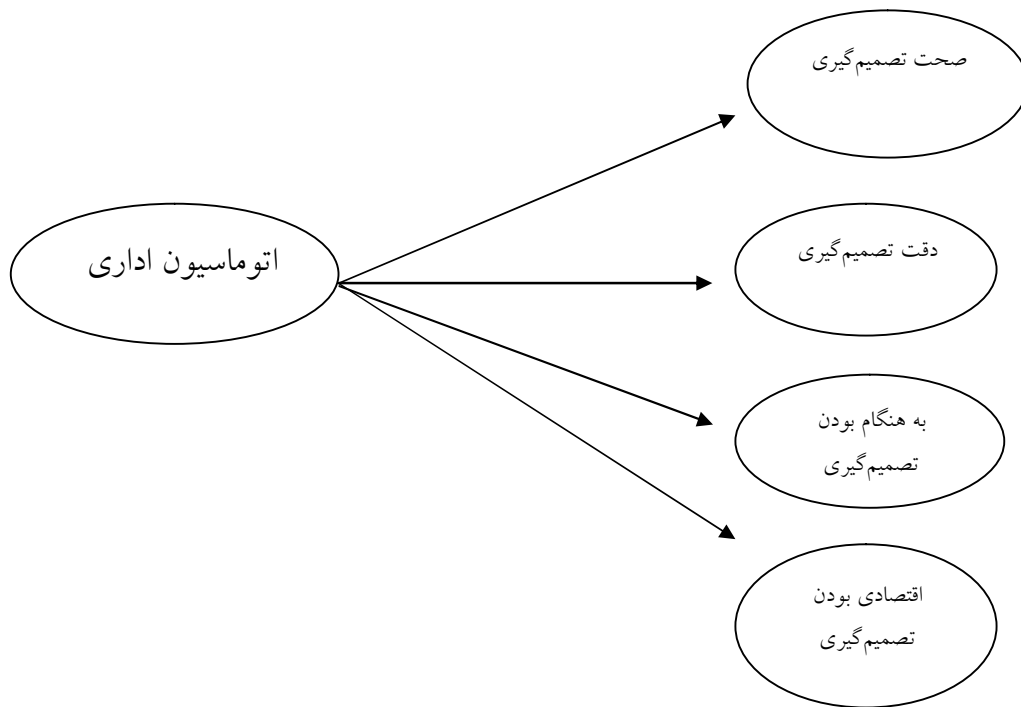 صحت تصمیم‌گیری
اتوماسیون اداری
دقت تصمیم‌گیری
به هنگام بودن
تصمیم‌گیری
اقتصادی بودن
تصمیم‌گیری